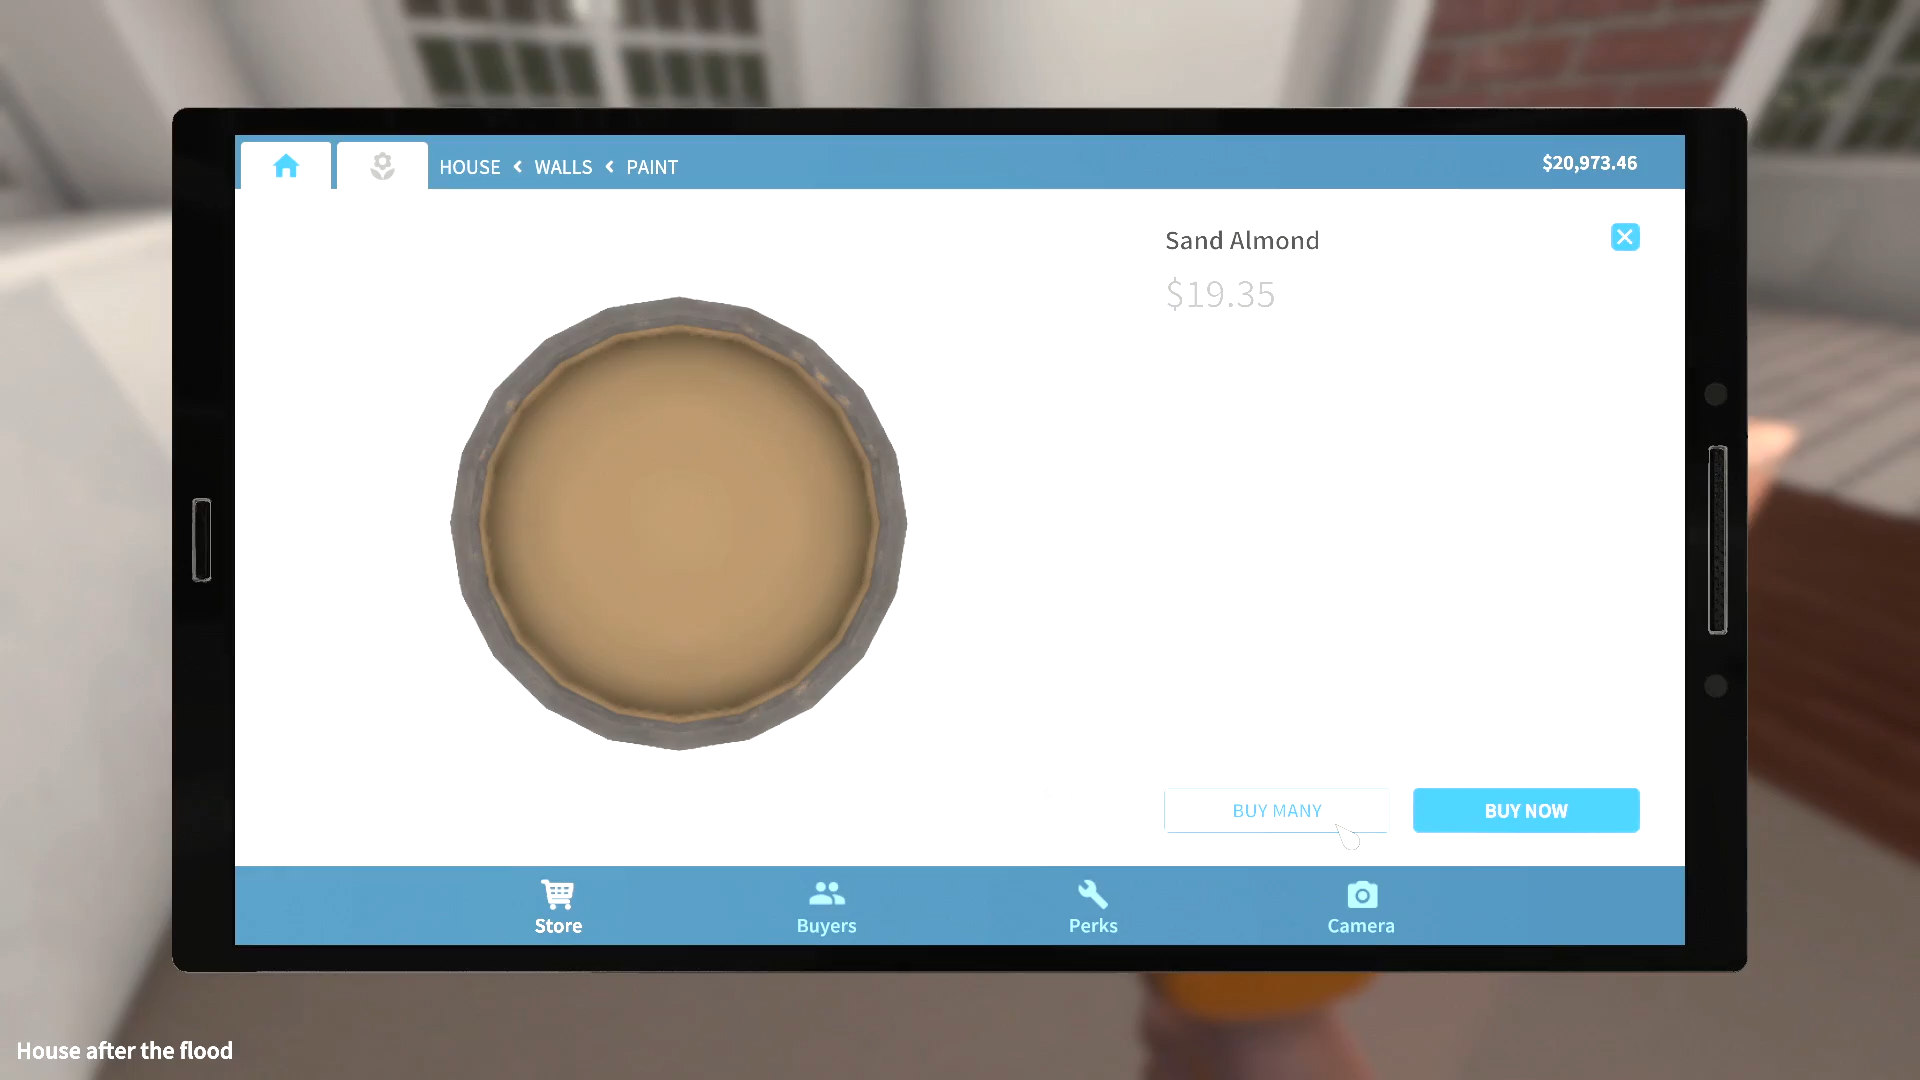 HOUSE < WALLS < PAINT
$20,973.46
Sand Almond
$19.35
BUY MANY
BUY NOW
Store
Buyers
Perks
Camera
House after the flood